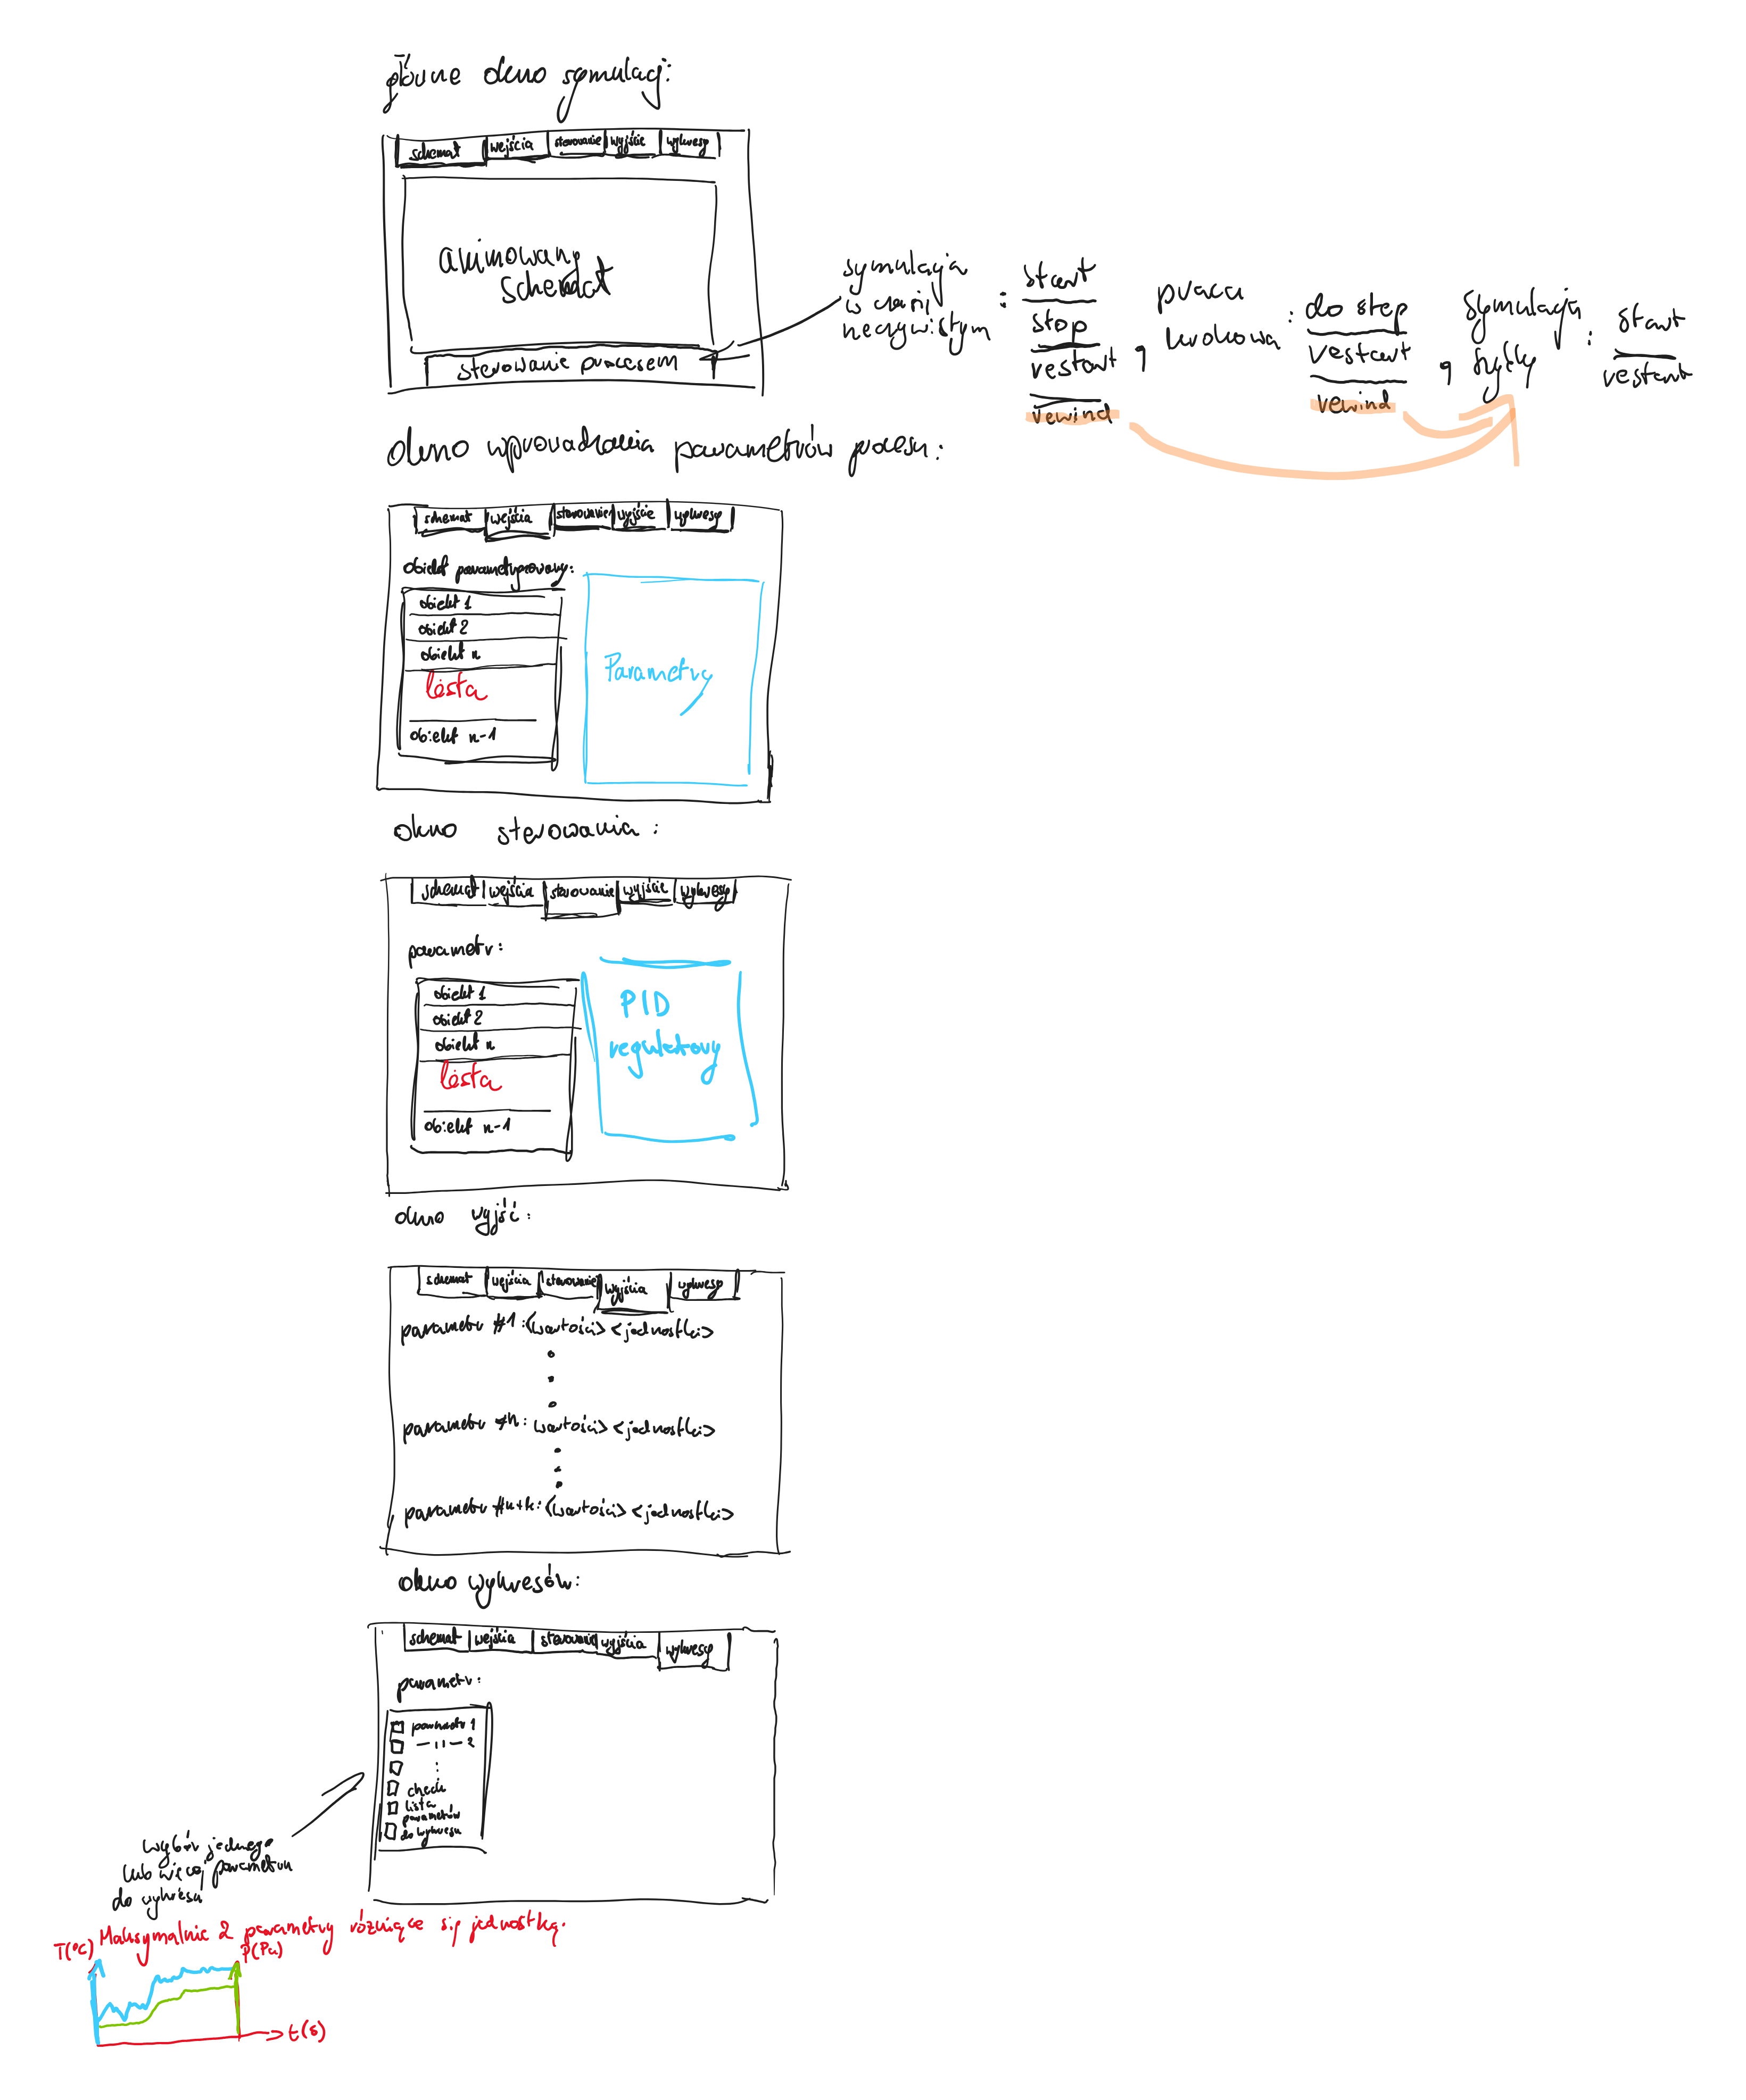 główne okno symulacji:
schemat wejścia sterowanie wyjście wykresy
animowany
schemat
sterowanie procesem
symulacja
w czasie
rzeczywistym
:
start
stop
restart
rewind
, praca
krokowa :
do step
restart
rewind
, symulacja
szybka :
start
restart
okno wprowadzania parametrów procesu:
schemat wejścia sterowanie wyjście wykresy
obiekt parametryzowany:
obiekt 1
obiekt 2
obiekt n
lista
obiekt n-1
Parametry
okno sterowania:
schemat wejścia sterowanie wyjście wykresy
parametr:
obiekt 1
obiekt 2
obiekt n
lista
obiekt n-1
PID
regulatory
okno wyjść:
schemat wejścia sterowanie wyjścia wykresy
parametr #1: <wartości> <jednostki>
parametr #n: wartości> <jednostki>
parametr #n+k: <wartości> <jednostki>
okno wykresów:
schemat wejścia sterowanie wyjścia wykresy
parametr:
parametr 1
—11— 2
check
lista
parametrów
do wykresu
wybór jednego
lub więcej parametru
do wykresu
Maksymalnie 2 parametry różniące się jednostką.
T(°C) P(Pa)
t(s)